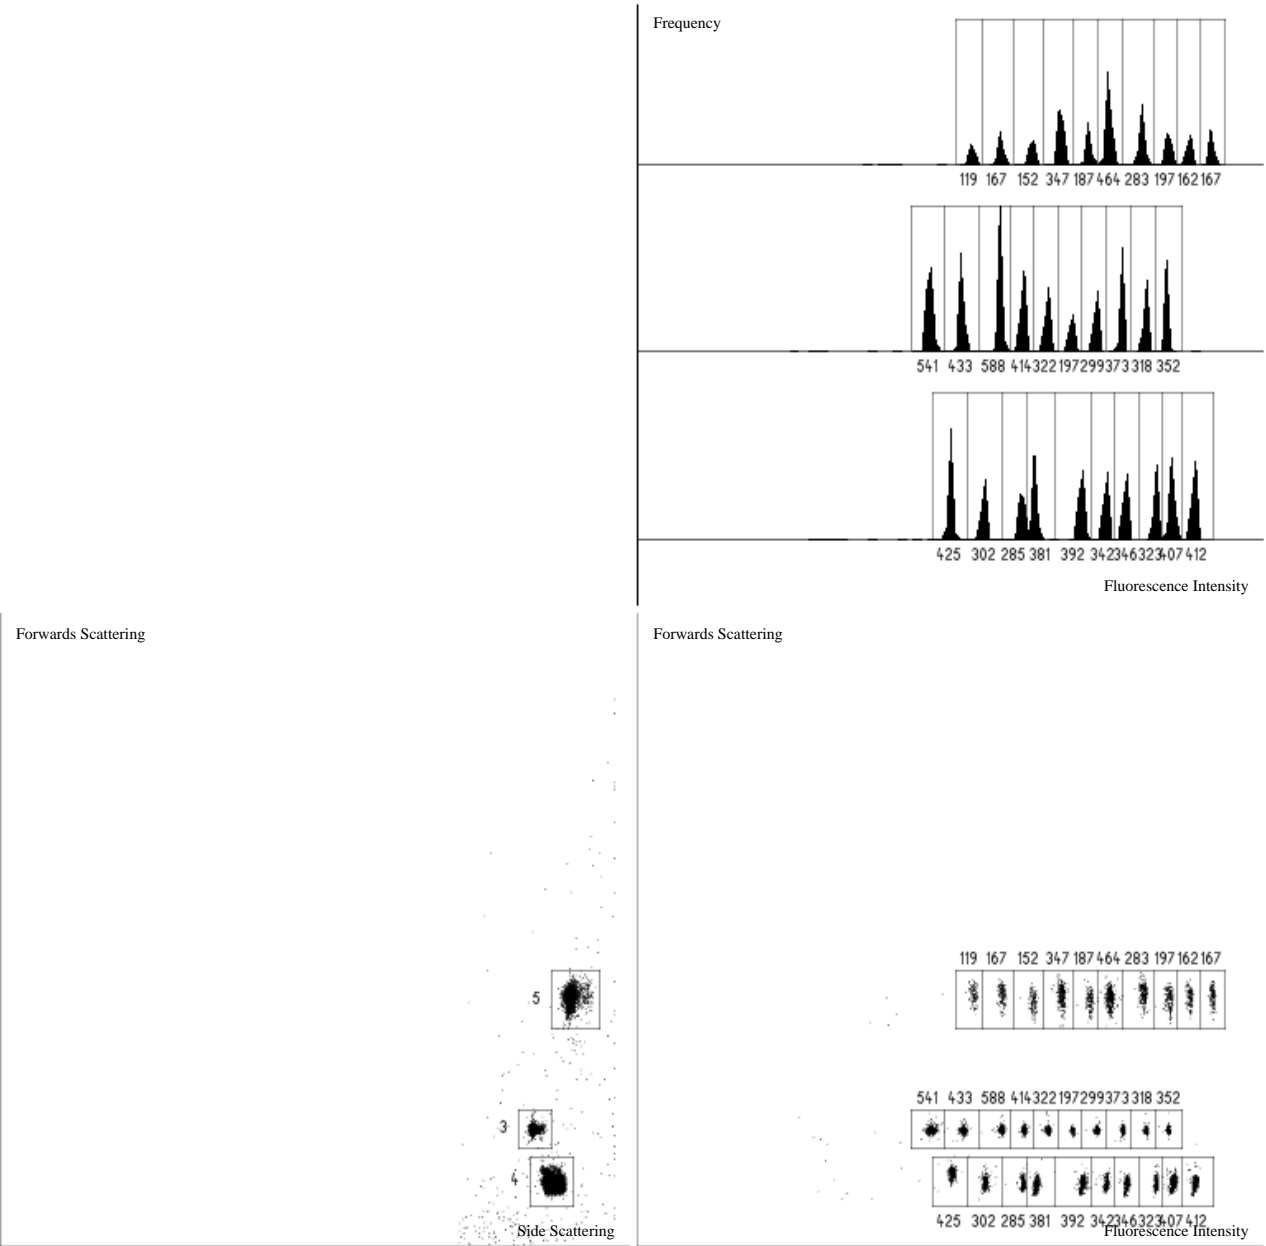 Frequency
119 167 152 347 187 464 283 197 162 167
541 433 588 414 322 197 299 373 318 352
425 302 285 381 392 342 346 323 407 412
Fluorescence Intensity
Forwards Scattering
5
3
4
Side Scattering
Forwards Scattering
119 167 152 347 187 464 283 197 162 167
541 433 588 414 322 197 299 373 318 352
425 302 285 381 392 342 346 323 407 412
Fluorescence Intensity